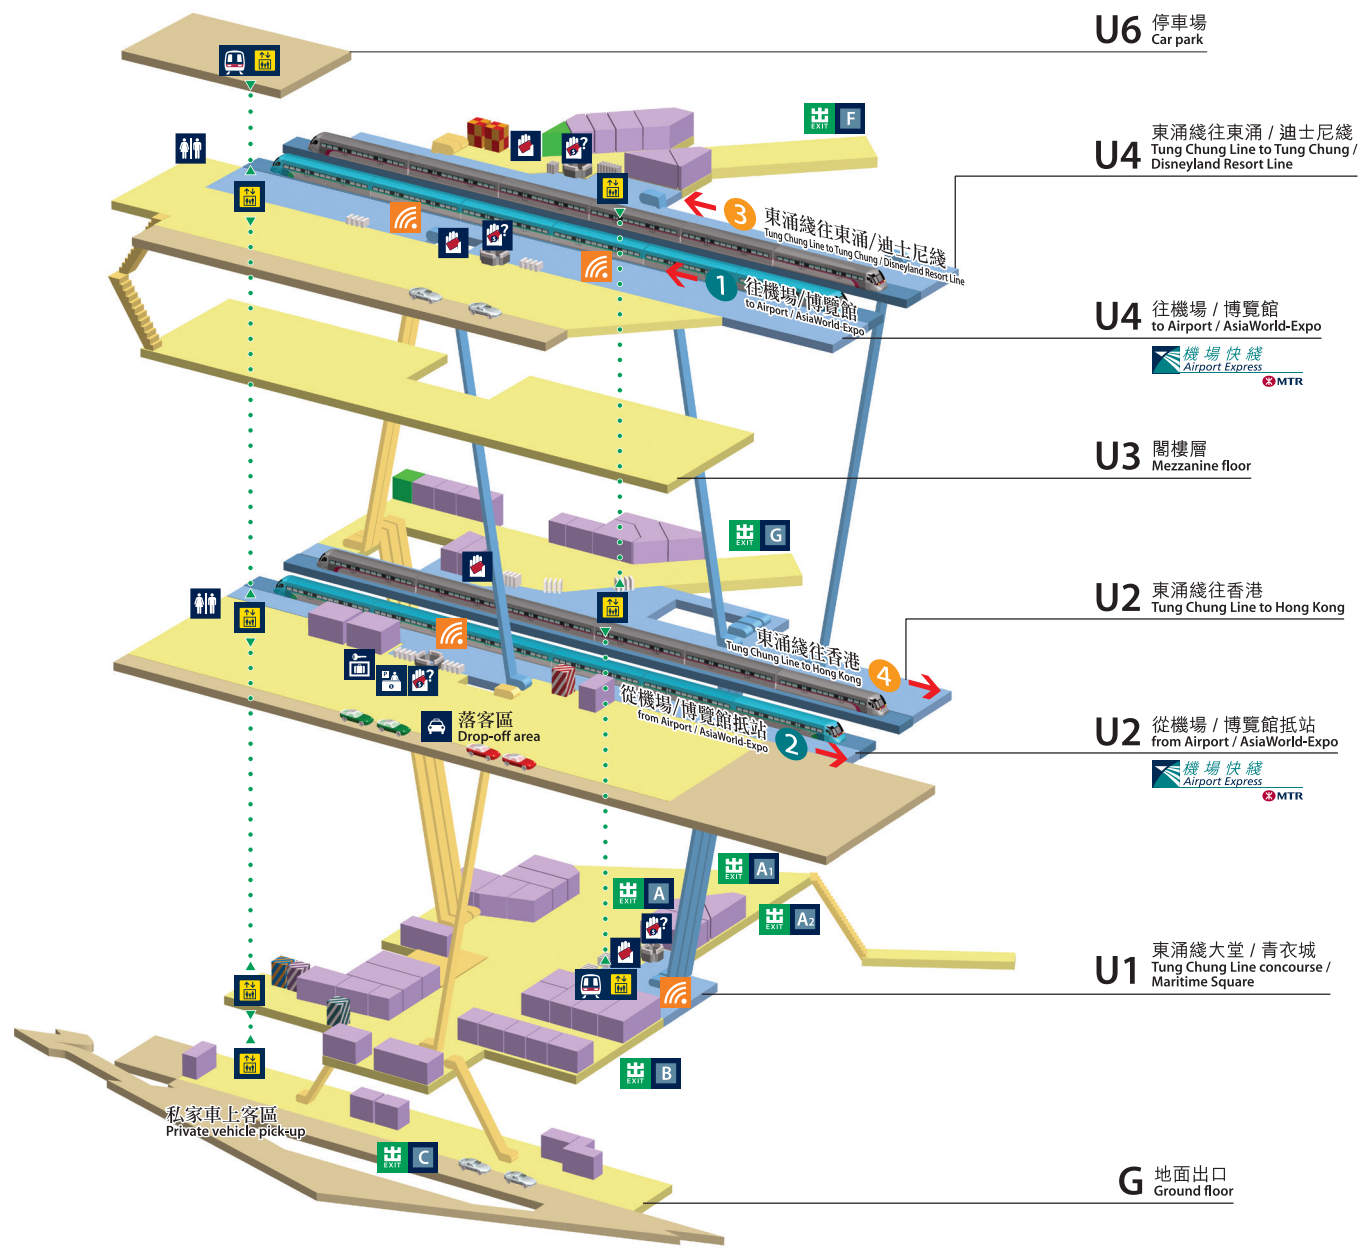 U6 停車場
Car park
EXIT F
U4 東涌綫往東涌 / 迪士尼綫
Tung Chung Line to Tung Chung /
Disneyland Resort Line
3 東涌綫往東涌/迪士尼綫
Tung Chung Line to Tung Chung / Disneyland Resort Line
?
?
1 往機場/博覽館
to Airport / AsiaWorld-Expo
U4 往機場 / 博覽館
to Airport / AsiaWorld-Expo
機場快綫
Airport Express
MTR
U3 閣樓層
Mezzanine floor
EXIT G
U2 東涌綫往香港
Tung Chung Line to Hong Kong
東涌綫往香港 4
Tung Chung Line to Hong Kong
P
?
落客區
Drop-off area
從機場/博覽館抵站
from Airport / AsiaWorld-Expo 2
U2 從機場 / 博覽館抵站
from Airport / AsiaWorld-Expo
機場快綫
Airport Express
MTR
出 EXIT A1
出 EXIT A
出 EXIT A2
?
U1 東涌綫大堂 / 青衣城
Tung Chung Line concourse /
Maritime Square
出 EXIT B
私家車上客區
Private vehicle pick-up
出 EXIT C
G 地面出口
Ground floor